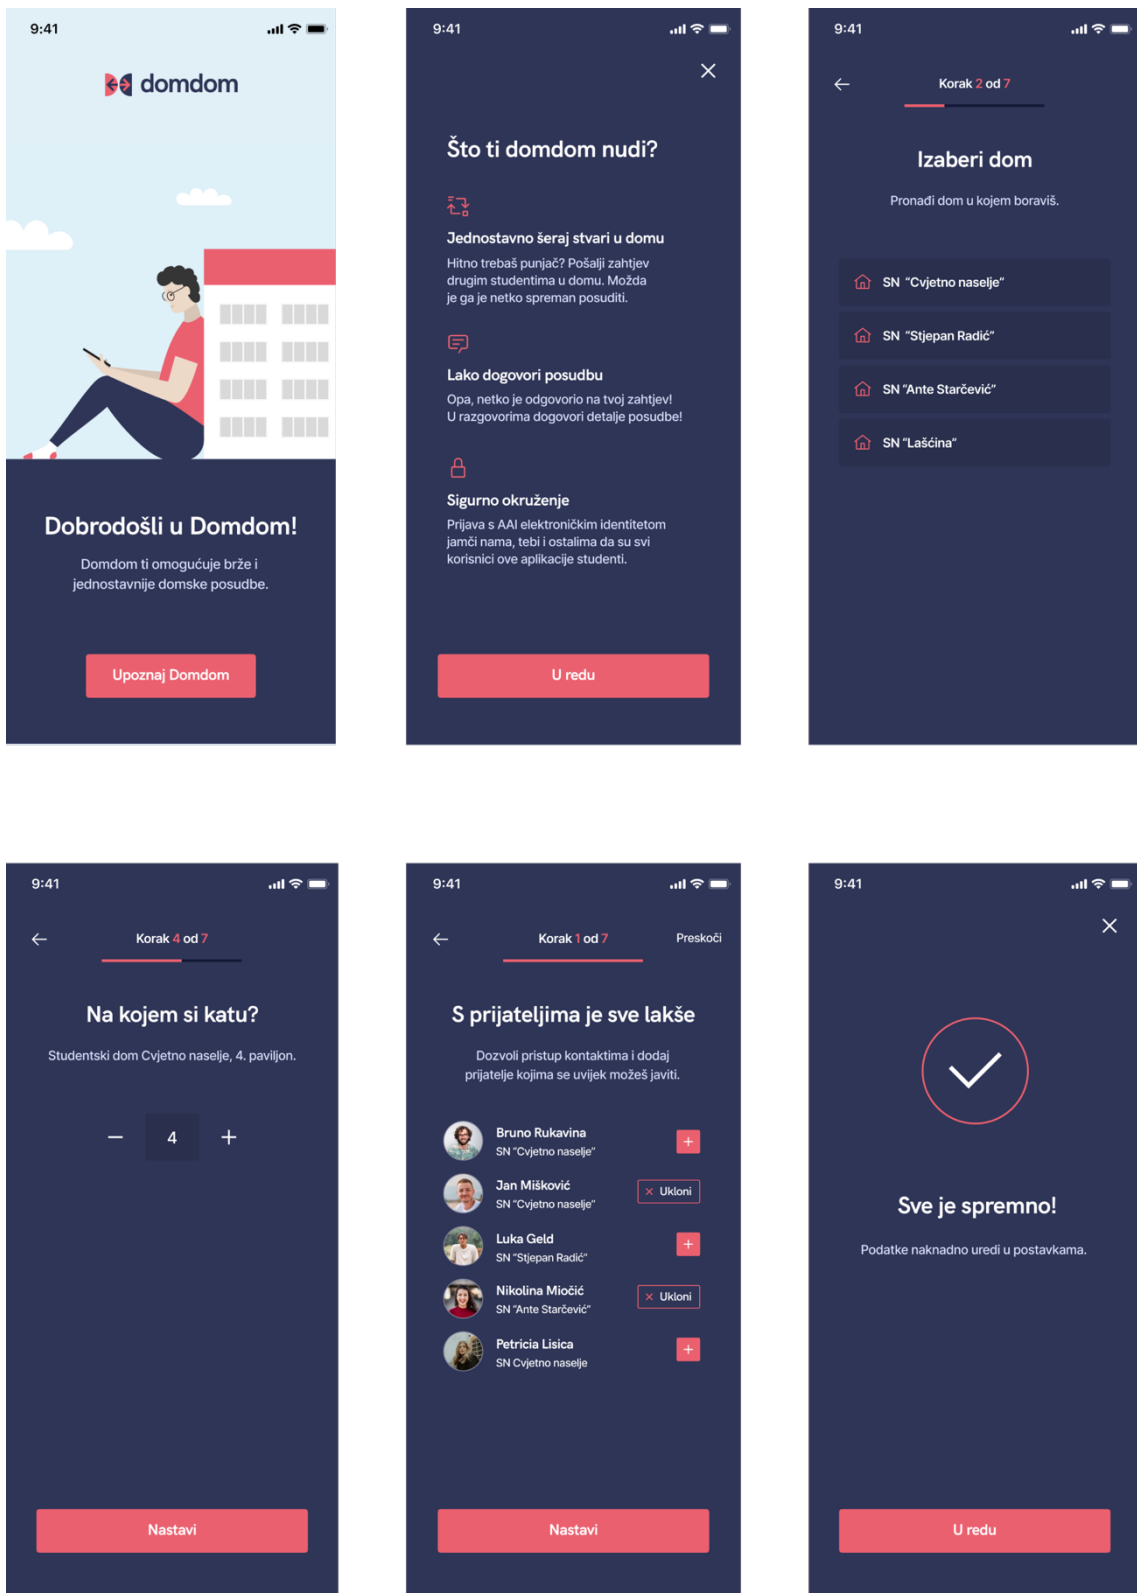 9:41
domdom
Dobrodošli u Domdom!
Domdom ti omogućuje brže i
jednostavnije domske posudbe.
Upoznaj Domdom
9:41
Što ti domdom nudi?
Jednostavno šeraj stvari u domu
Hitno trebaš punjač? Pošalji zahtjev
drugim studentima u domu. Možda
je ga je netko spreman posuditi.
Lako dogovori posudbu
Opa, netko je odgovorio na tvoj zahtjev!
U razgovorima dogovori detalje posudbe!
Sigurno okruženje
Prijava s AAI elektroničkim identitetom
jamči nama, tebi i ostalima da su svi
korisnici ove aplikacije studenti.
U redu
9:41
Korak 2 od 7
Izaberi dom
Pronađi dom u kojem boraviš.
SN “Cvjetno naselje“
SN “Stjepan Radić“
SN “Ante Starčević“
SN “Lašćina“
9:41
Korak 4 od 7
Na kojem si katu?
Studentski dom Cvjetno naselje, 4. paviljon.
− 4 +
Nastavi
9:41
Korak 1 od 7 Preskoči
S prijateljima je sve lakše
Dozvoli pristup kontaktima i dodaj
prijatelje kojima se uvijek možeš javiti.
Bruno Rukavina
SN “Cvjetno naselje“
Jan Mišković
SN “Cvjetno naselje“
× Ukloni
Luka Geld
SN “Stjepan Radić“
Nikolina Miočić
SN “Ante Starčević“
× Ukloni
Petricia Lisica
SN Cvjetno naselje
Nastavi
9:41
Sve je spremno!
Podatke naknadno uredi u postavkama.
U redu